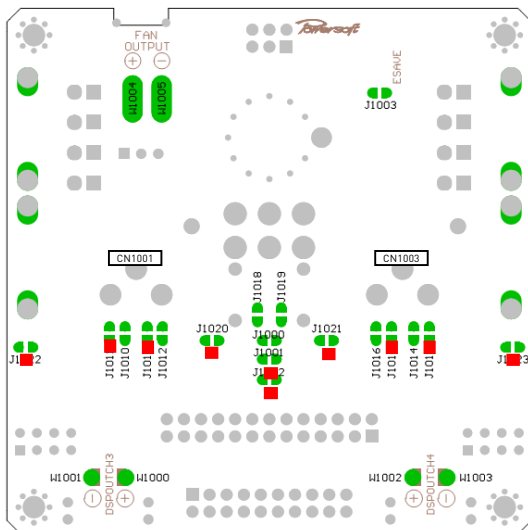 Powersoft
FAN
OUTPUT
+ −
W1004
W1005
ESAVE
J1003
CN1001
CN1003
J1018
J1019
J1020
J1000
J1021
J1001
J1010
J1012
J1016
J1014
W1001
W1000
DSPOUTCH3
− +
W1002
W1003
DSPOUTCH4
− +